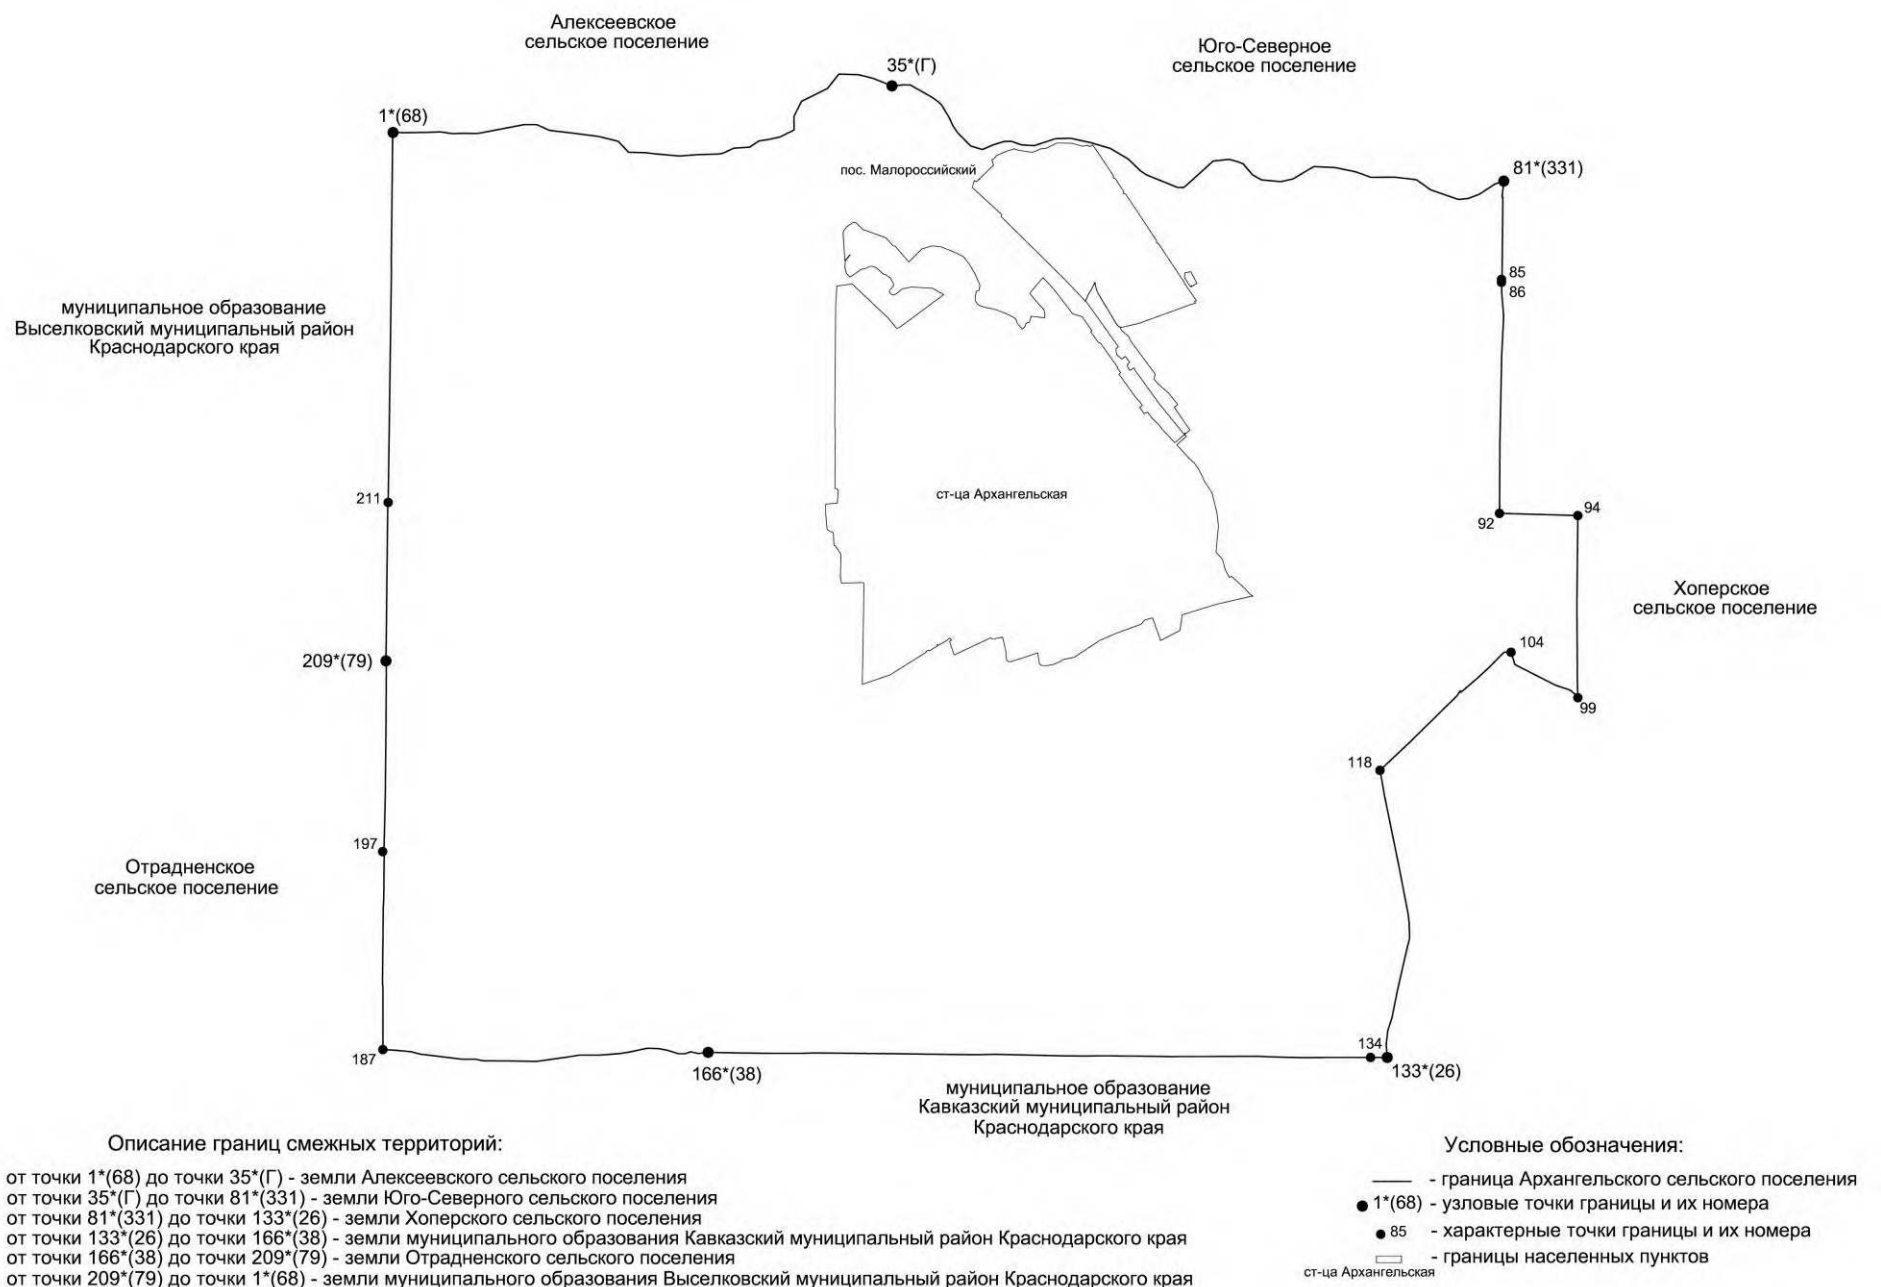 Алексеевское
сельское поселение
Юго-Северное
сельское поселение
35*(Г)
1*(68)
пос. Малороссийский
81*(331)
85
86
муниципальное образование
Выселковский муниципальный район
Краснодарского края
211
ст-ца Архангельская
92
94
Хоперское
сельское поселение
104
209*(79)
99
118
197
Отрадненское
сельское поселение
187
166*(38)
134
133*(26)
муниципальное образование
Кавказский муниципальный район
Краснодарского края
Описание границ смежных территорий:
от точки 1*(68) до точки 35*(Г) - земли Алексеевского сельского поселения
от точки 35*(Г) до точки 81*(331) - земли Юго-Северного сельского поселения
от точки 81*(331) до точки 133*(26) - земли Хоперского сельского поселения
от точки 133*(26) до точки 166*(38) - земли муниципального образования Кавказский муниципальный район Краснодарского края
от точки 166*(38) до точки 209*(79) - земли Отрадненского сельского поселения
от точки 209*(79) до точки 1*(68) - земли муниципального образования Выселковский муниципальный район Краснодарского края
Условные обозначения:
- граница Архангельского сельского поселения
1*(68) - узловые точки границы и их номера
85 - характерные точки границы и их номера
- границы населенных пунктов
ст-ца Архангельская